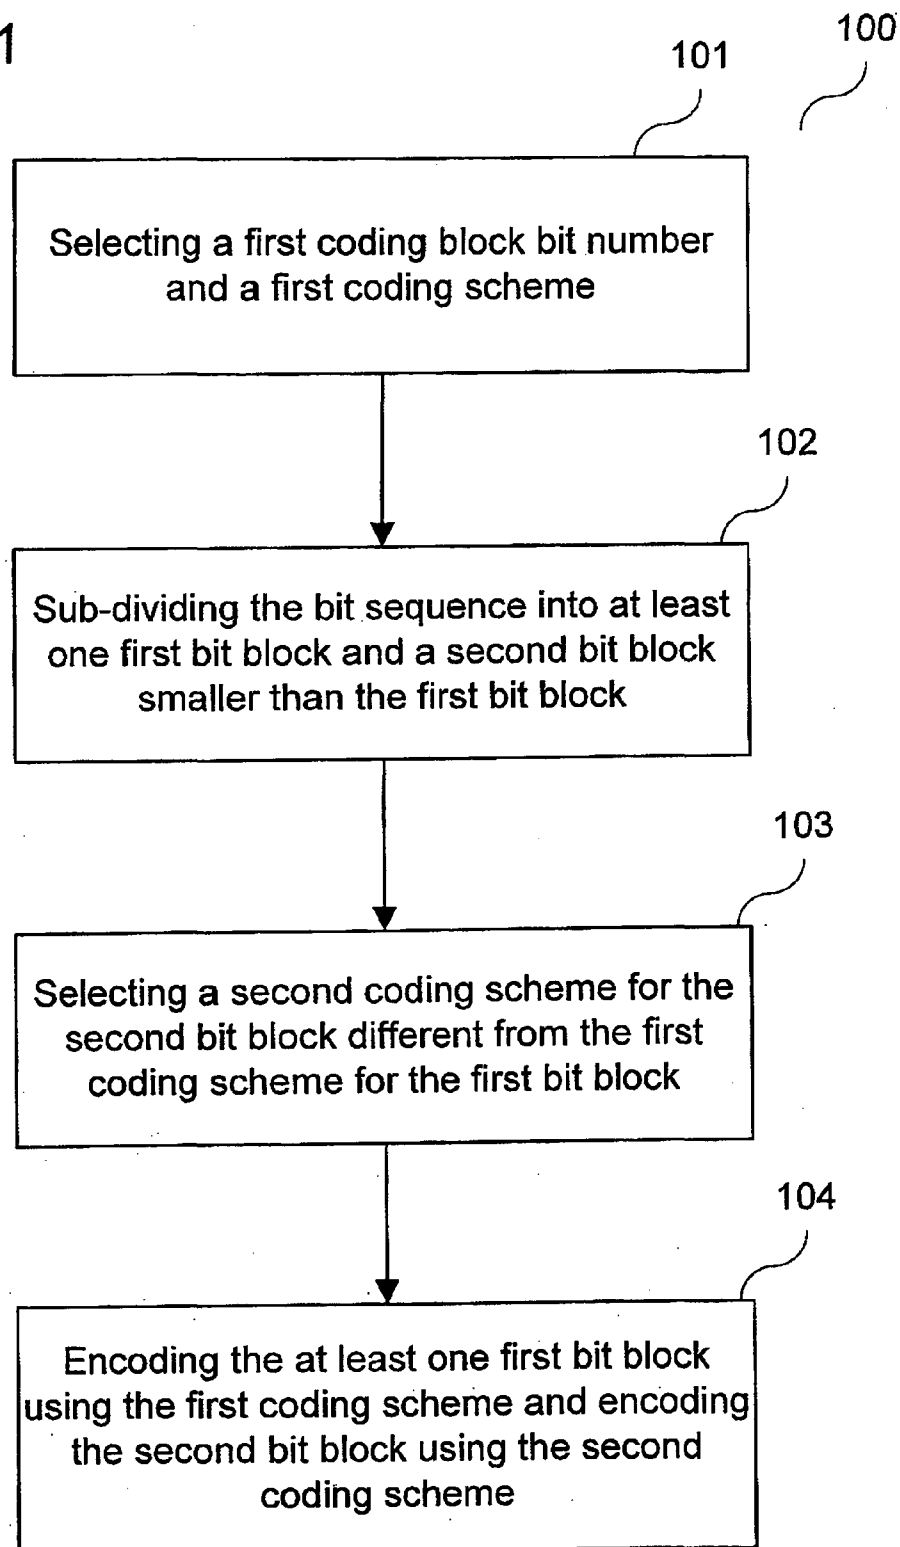 1
100
101
Selecting a first coding block bit number
and a first coding scheme
102
Sub-dividing the bit sequence into at least
one first bit block and a second bit block
smaller than the first bit block
103
Selecting a second coding scheme for the
second bit block different from the first
coding scheme for the first bit block
104
Encoding the at least one first bit block
using the first coding scheme and encoding
the second bit block using the second
coding scheme